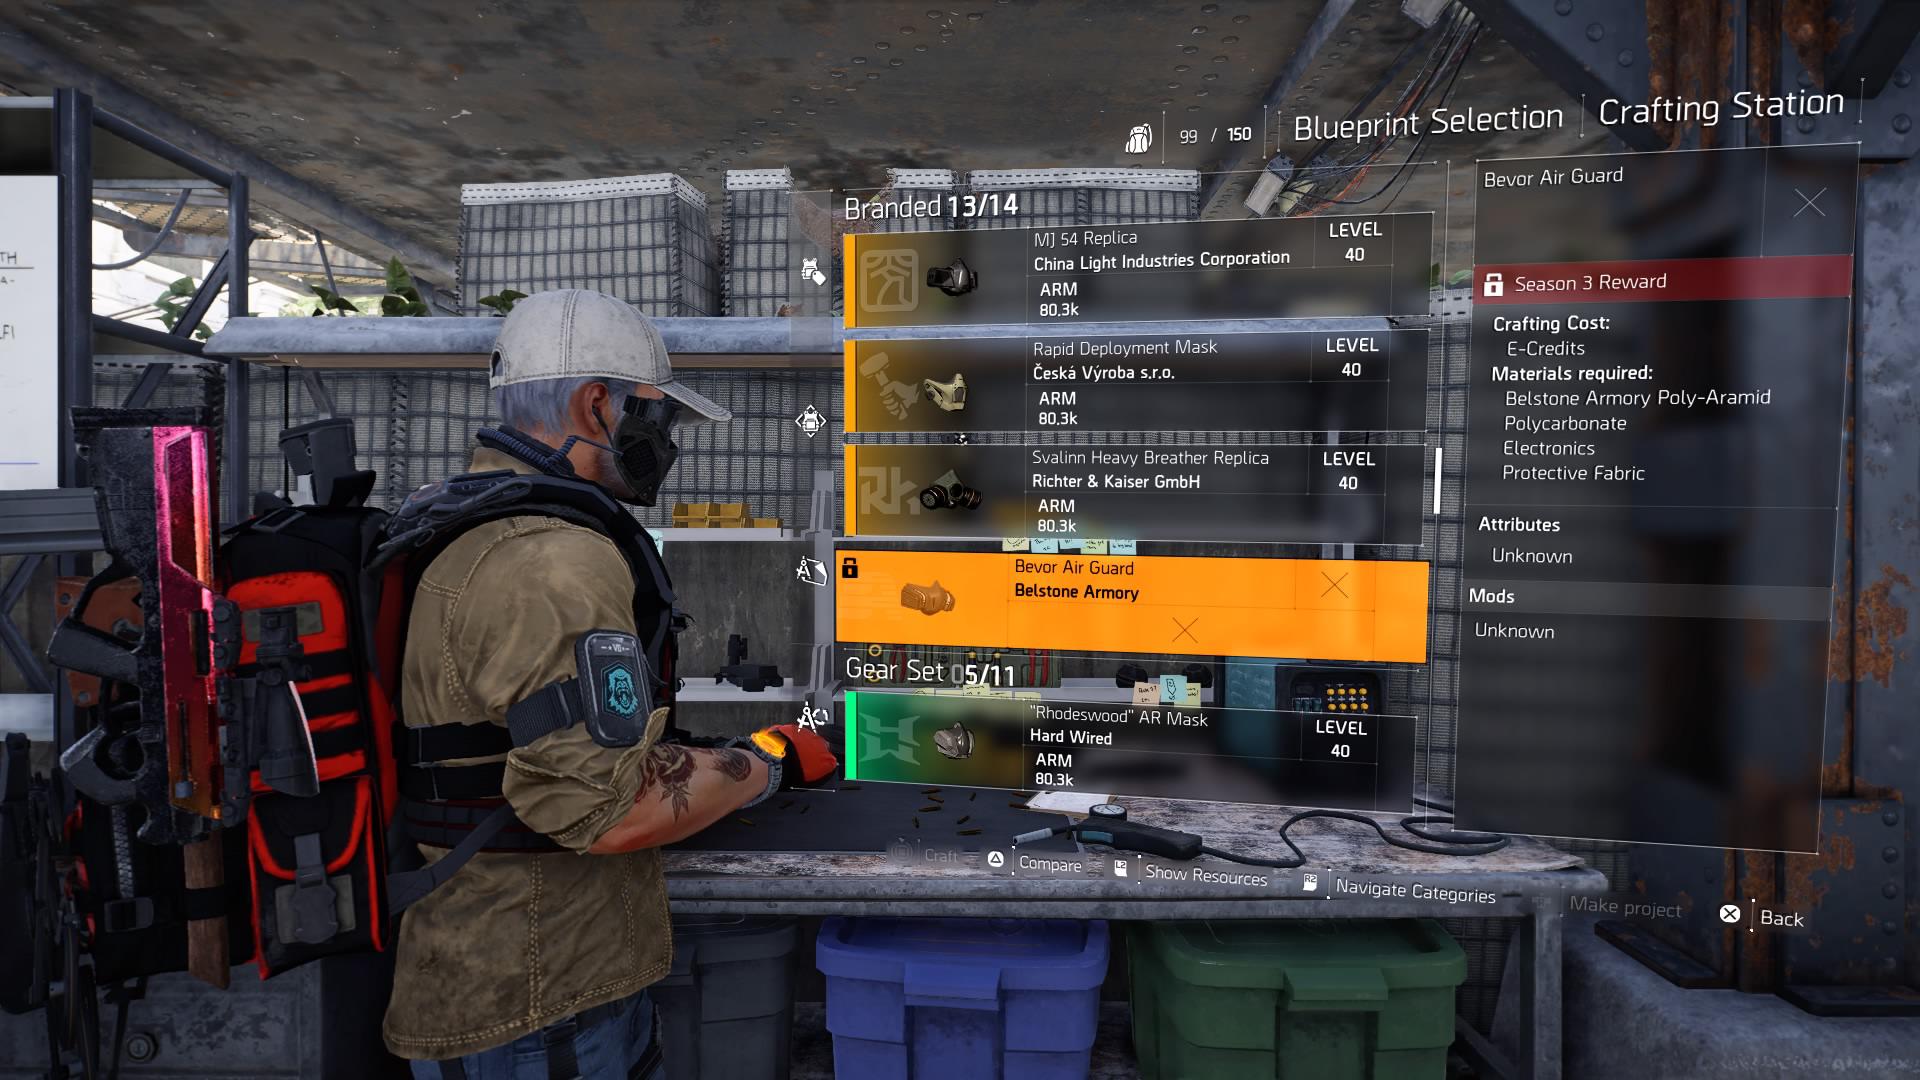 99 / 150
Blueprint Selection
Crafting Station
Branded 13/14
MJ 54 Replica
China Light Industries Corporation
LEVEL
40
ARM
80.3k
Rapid Deployment Mask
Česká Výroba s.r.o.
LEVEL
40
ARM
80.3k
Svalinn Heavy Breather Replica
Richter & Kaiser GmbH
LEVEL
40
ARM
80.3k
Bevor Air Guard
Belstone Armory
Gear Set 05/11
"Rhodeswood" AR Mask
Hard Wired
LEVEL
40
ARM
80.3k
Bevor Air Guard
Season 3 Reward
Crafting Cost:
E-Credits
Materials required:
Belstone Armory Poly-Aramid
Polycarbonate
Electronics
Protective Fabric
Attributes
Unknown
Mods
Unknown
Craft
Compare
L2
Show Resources
R2
Navigate Categories
Make project
Back